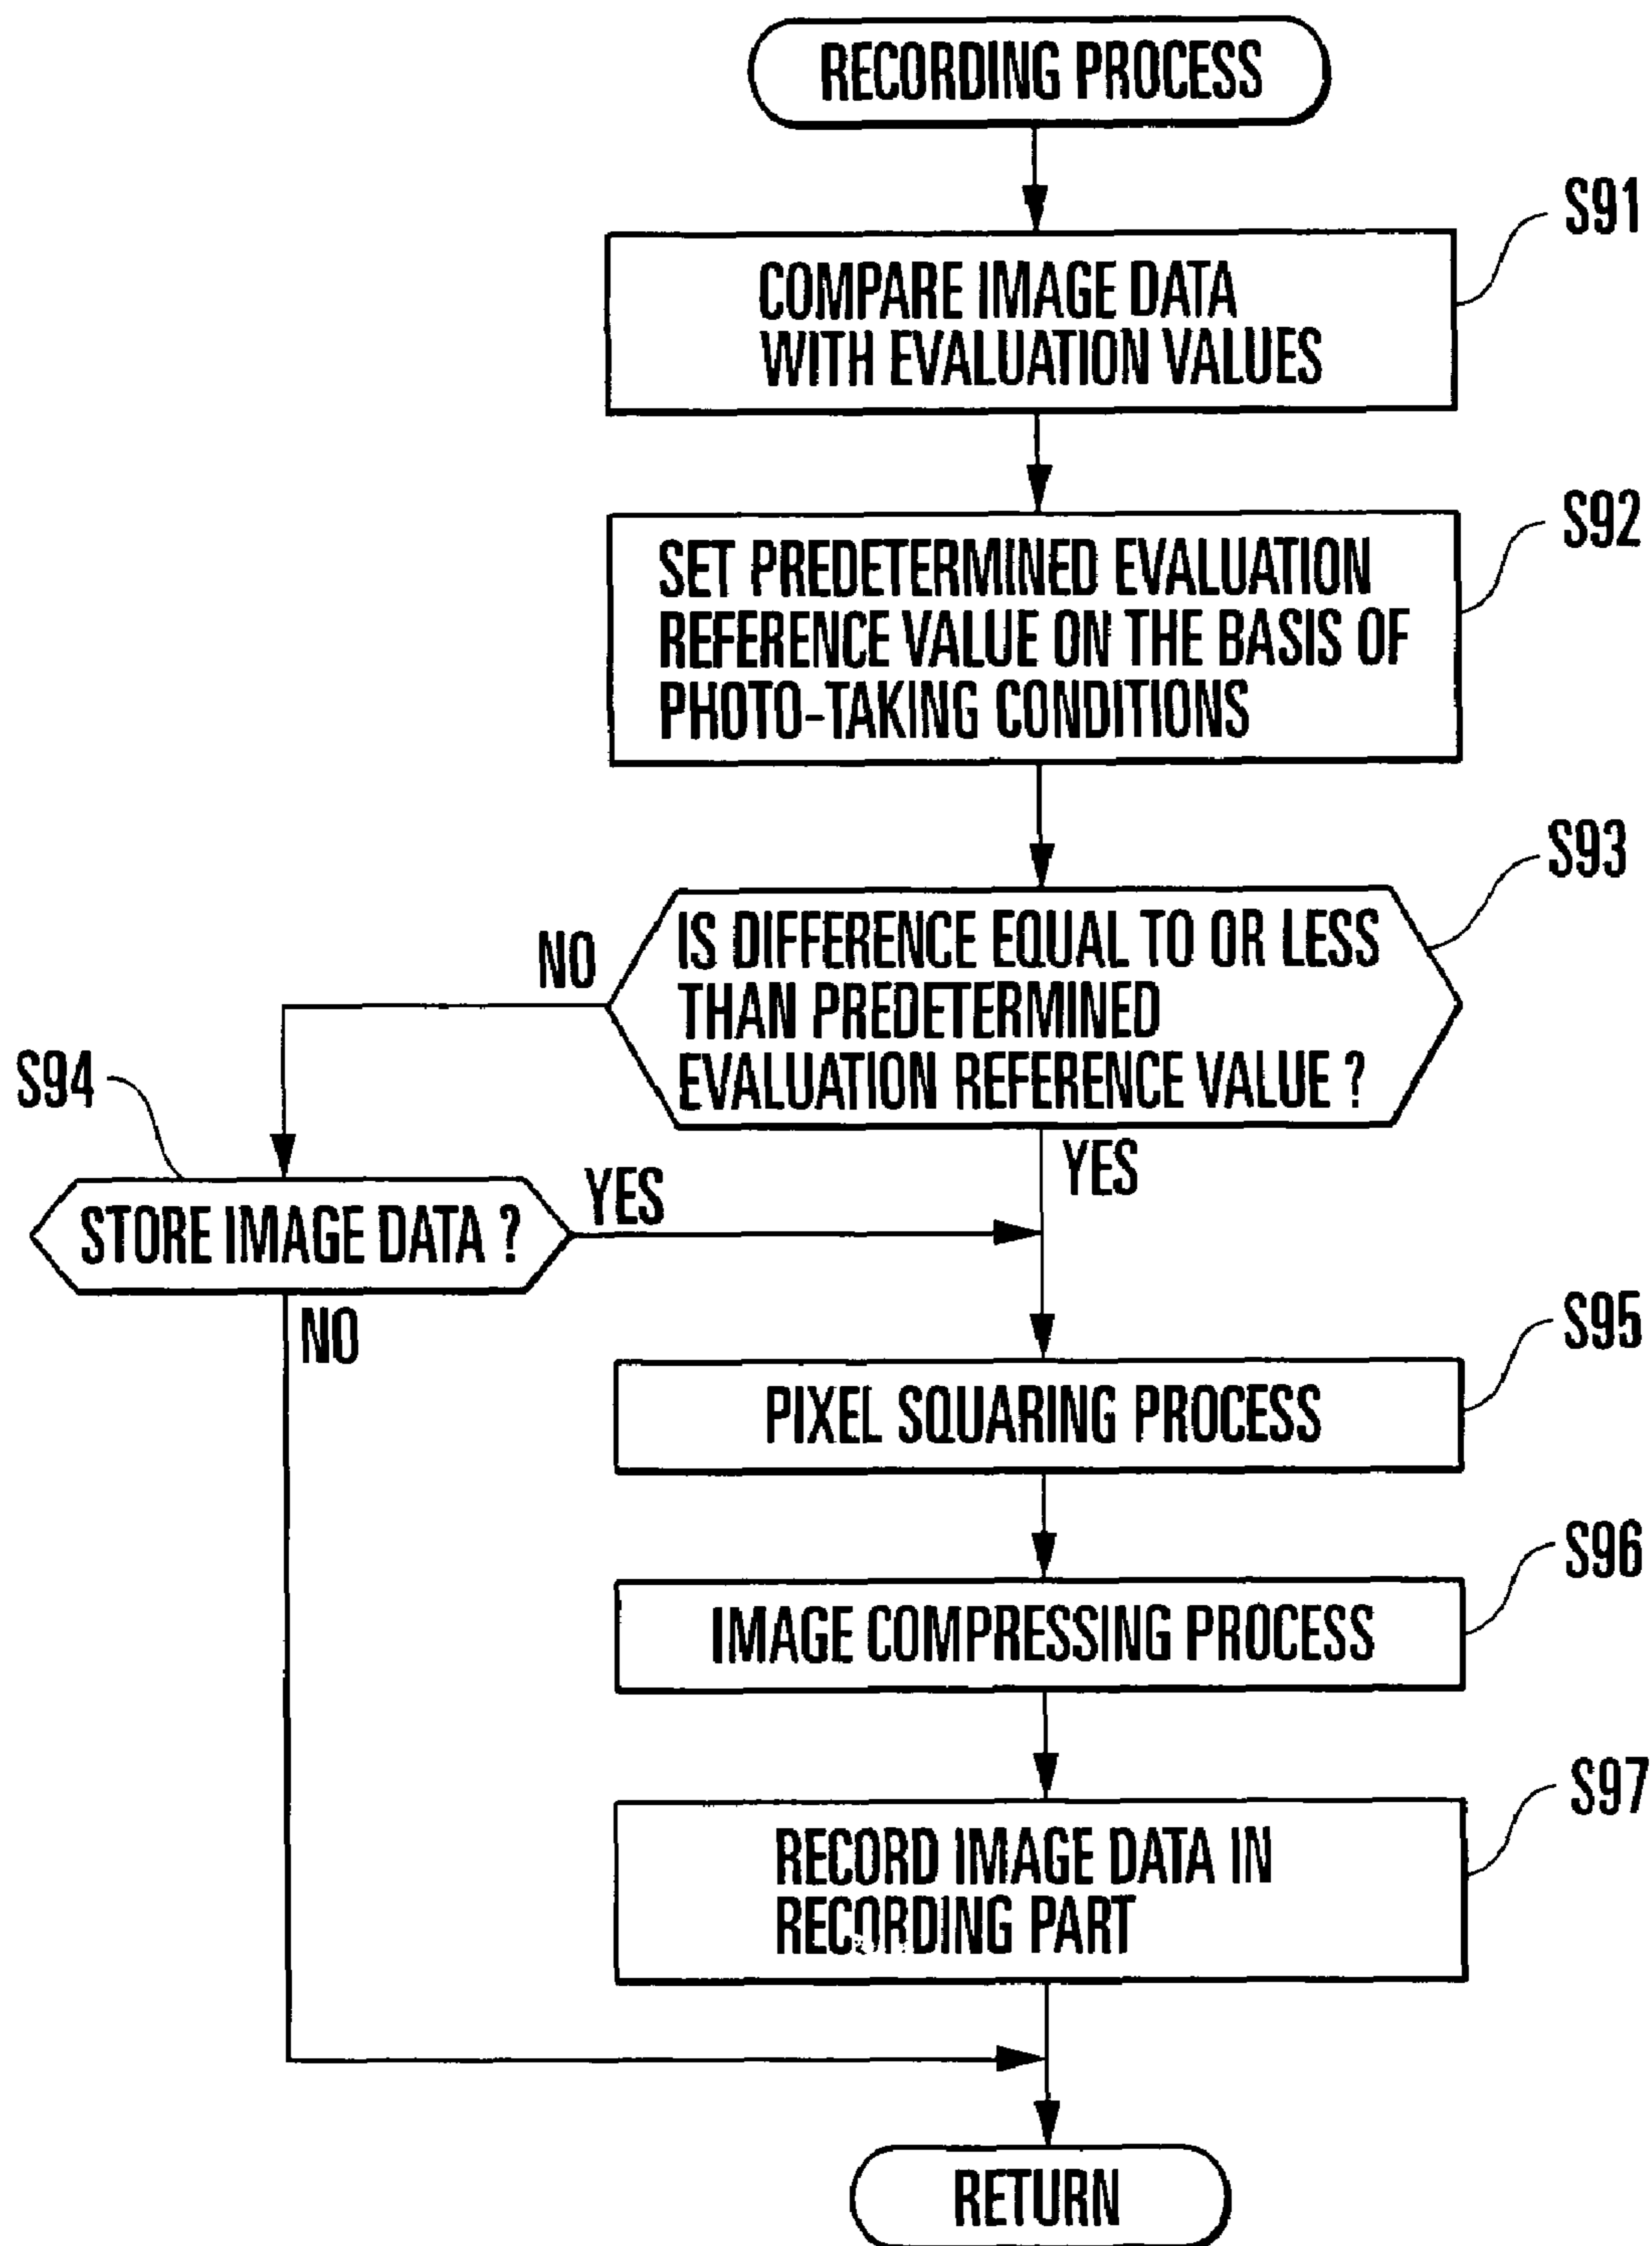 RECORDING PROCESS
S91
COMPARE IMAGE DATA
WITH EVALUATION VALUES
S92
SET PREDETERMINED EVALUATION
REFERENCE VALUE ON THE BASIS OF
PHOTO-TAKING CONDITIONS
S93
IS DIFFERENCE EQUAL TO OR LESS
THAN PREDETERMINED
EVALUATION REFERENCE VALUE ?
NO
YES
S94
STORE IMAGE DATA ?
YES
NO
S95
PIXEL SQUARING PROCESS
S96
IMAGE COMPRESSING PROCESS
S97
RECORD IMAGE DATA IN
RECORDING PART
RETURN